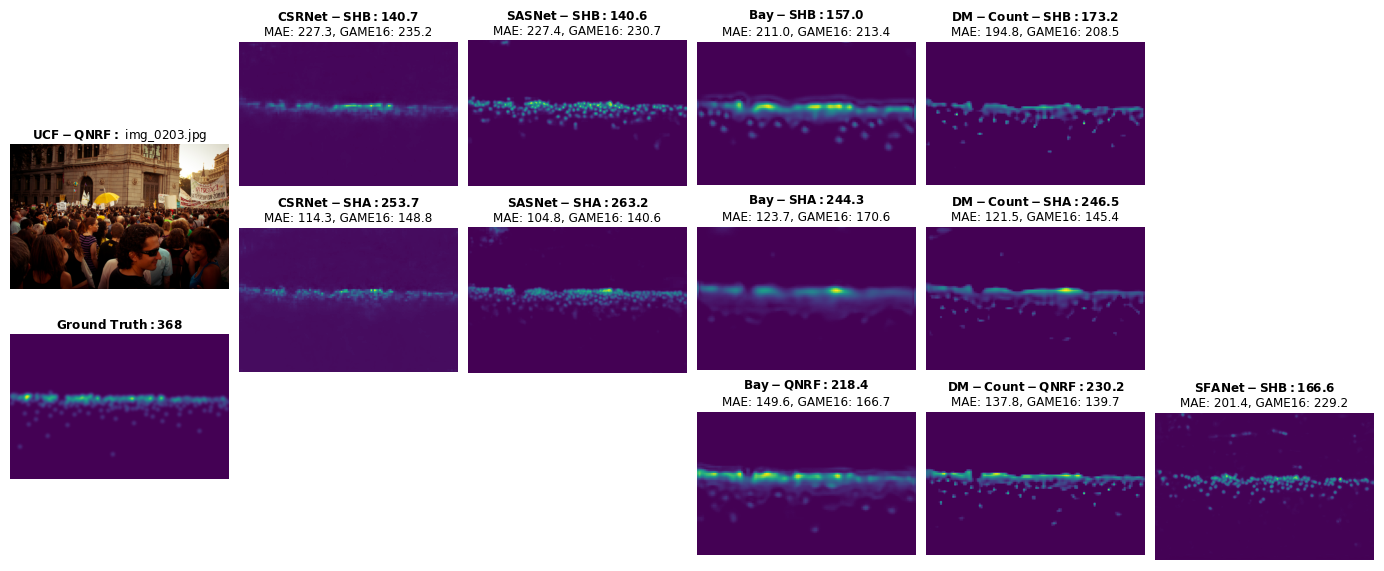 CSRNet − SHB : 140.7
MAE: 227.3, GAME16: 235.2
SASNet − SHB : 140.6
MAE: 227.4, GAME16: 230.7
Bay − SHB : 157.0
MAE: 211.0, GAME16: 213.4
DM − Count − SHB : 173.2
MAE: 194.8, GAME16: 208.5
UCF − QNRF : img_0203.jpg
CSRNet − SHA : 253.7
MAE: 114.3, GAME16: 148.8
SASNet − SHA : 263.2
MAE: 104.8, GAME16: 140.6
Bay − SHA : 244.3
MAE: 123.7, GAME16: 170.6
DM − Count − SHA : 246.5
MAE: 121.5, GAME16: 145.4
Ground Truth : 368
Bay − QNRF : 218.4
MAE: 149.6, GAME16: 166.7
DM − Count − QNRF : 230.2
MAE: 137.8, GAME16: 139.7
SFANet − SHB : 166.6
MAE: 201.4, GAME16: 229.2